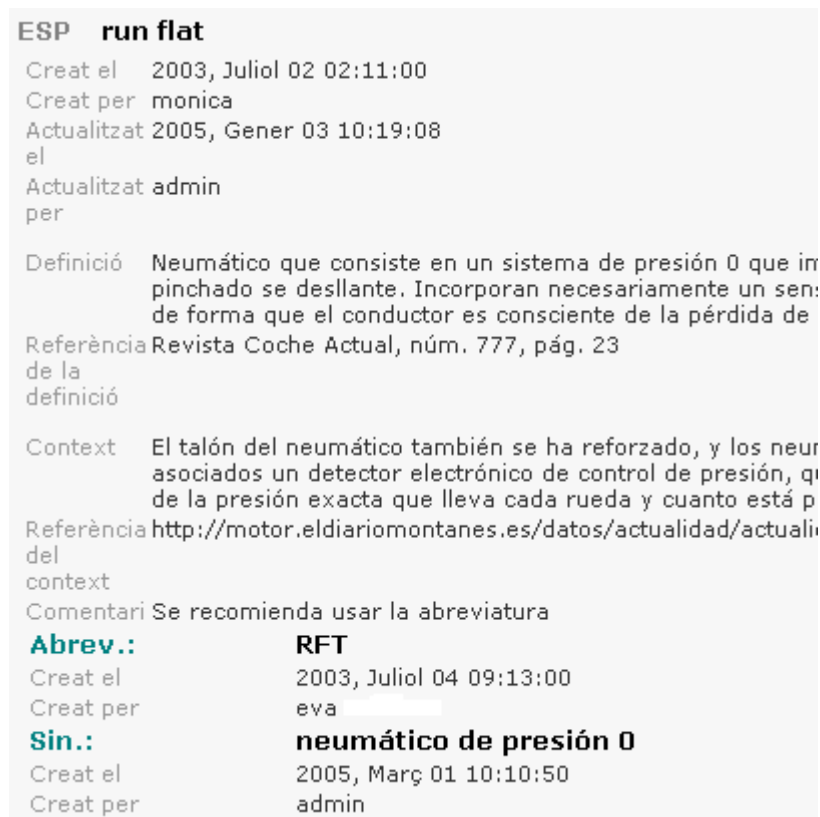 ESP run flat
Creat el 2003, Juliol 02 02:11:00
Creat per monica
Actualitzat 2005, Gener 03 10:19:08
el
Actualitzat admin
per
Definició Neumático que consiste en un sistema de presión 0 que
pinchado se desllante. Incorporan necesariamente un
de forma que el conductor es consciente de la pérdida de
Referència Revista Coche Actual, núm. 777, pág. 23
de la
definició
Context El talón del neumático también se ha reforzado, y los
asociados un detector electrónico de control de presión,
de la presión exacta que lleva cada rueda y cuanto está
Referència http://motor.eldiariomontanes.es/datos/actualidad/
del
context
Comentari Se recomienda usar la abreviatura
Abrev.: RFT
Creat el 2003, Juliol 04 09:13:00
Creat per eva
Sin.: neumático de presión 0
Creat el 2005, Març 01 10:10:50
Creat per admin